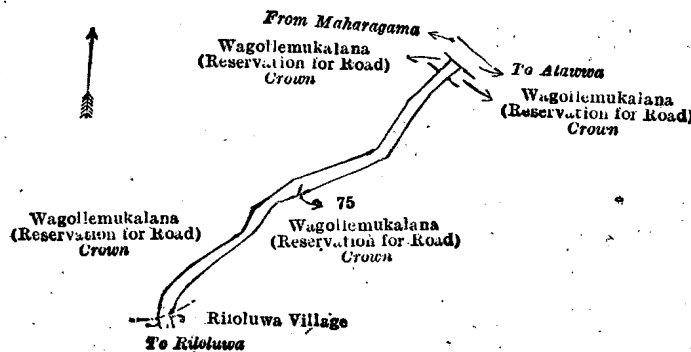 From Maharagama
Wagollemukalana
(Reservation for Road)
Crown
To Alawwa
Wagollemukalana
(Reservation for Road)
Crown
75
Wagollemukalana
(Reservation for Road)
Crown
Wagollemukalana
(Reservation for Road)
Crown
Riloluwa Village
To Riloluwa